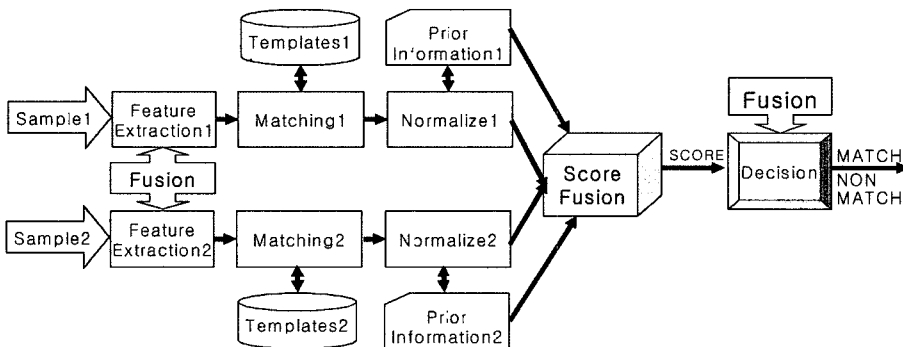 Templates1
Prior
Information1
Sample1
Feature
Extraction1
Matching1
Normalize1
Fusion
Fusion
Score
Fusion
SCORE
Decision
MATCH
NON
MATCH
Sample2
Feature
Extraction2
Matching2
Normalize2
Templates2
Prior
Information2